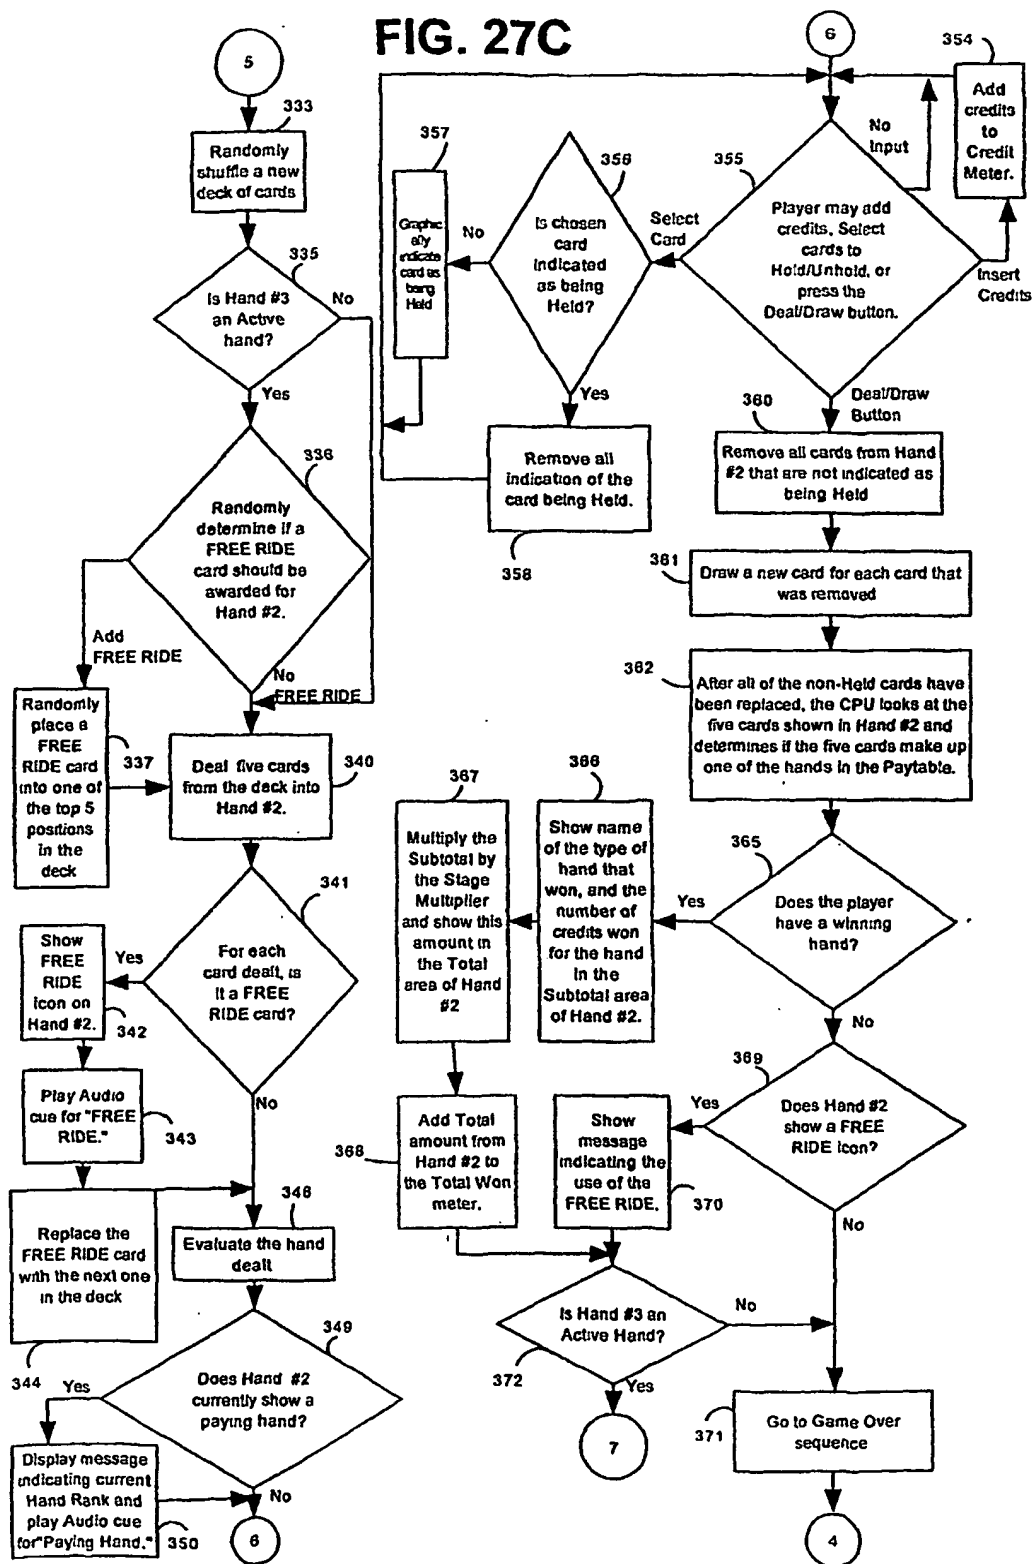 FIG. 27C
5
333
Randomly
shuffle a new
deck of cards
335
Is Hand #3
an Active
hand?
No
Yes
336
Randomly
determine if a
FREE RIDE
card should be
awarded for
Hand #2.
Add
FREE RIDE
No
FREE RIDE
Randomly
place a
FREE
RIDE card
into one of
the top 5
positions
in the
deck
337
Deal five cards
from the deck into
Hand #2.
340
341
For each
card dealt, is
it a FREE
RIDE card?
Yes
Show
FREE
RIDE
icon on
Hand #2.
342
Play Audio
cue for "FREE
RIDE."
343
No
Replace the
FREE RIDE card
with the next one
in the deck
344
346
Evaluate the hand
dealt
349
Does Hand #2
currently show a
paying hand?
Yes
Display message
indicating current
Hand Rank and
play Audio cue
for"Paying Hand."
350
No
6
6
354
Add
credits
to
Credit
Meter.
No
Input
355
Player may add
credits, Select
cards to
Hold/Unhold, or
press the
Deal/Draw button.
Insert
Credits
Select
Card
356
Is chosen
card
indicated
as being
Held?
No
357
Graphic
ally
indicate
card as
being
Held
Yes
Remove all
indication of the
card being Held.
358
Deal/Draw
Button
360
Remove all cards from Hand
#2 that are not indicated as
being Held
361
Draw a new card for each card that
was removed
362
After all of the non-Held cards have
been replaced, the CPU looks at the
five cards shown in Hand #2 and
determines if the five cards make up
one of the hands in the Paytable.
365
Does the player
have a winning
hand?
Yes
366
Show name
of the type of
hand that
won, and the
number of
credits won
for the hand
in the
Subtotal area
of Hand #2.
367
Multiply the
Subtotal by
the Stage
Multiplier
and show this
amount in
the Total
area of Hand
#2
368
Add Total
amount from
Hand #2 to
the Total Won
meter.
No
369
Does Hand #2
show a FREE
RIDE icon?
Yes
Show
message
indicating the
use of the
FREE RIDE.
370
No
Is Hand #3 an
Active Hand?
372
No
Yes
7
371
Go to Game Over
sequence
4